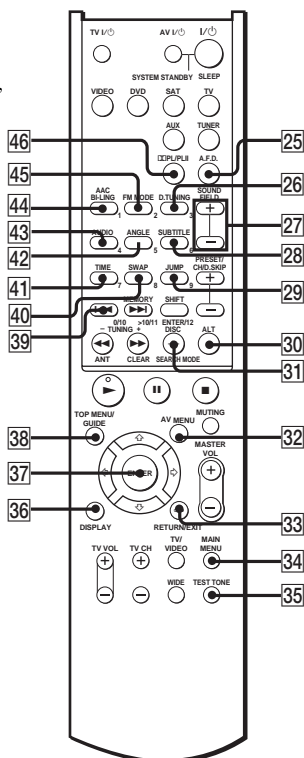 TV I/⏻ AV I/⏻ I/⏻
SYSTEM STANDBY SLEEP
VIDEO DVD SAT TV
AUX TUNER
46 25
▯▯PL/PLII A.F.D.
45 26
AAC
BI-LING FM MODE D.TUNING SOUND
FIELD
44 1 2 3 + 27
43 AUDIO ANGLE SUBTITLE − 28
42 4 5 6
PRESET/
CH/D.SKIP
41 TIME SWAP JUMP + 29
7 8 9
40 MEMORY SHIFT −
39 0/10 >10/11 ENTER/12
− TUNING + DISC ALT 30
ANT CLEAR SEARCH MODE 31
TOP MENU/
GUIDE AV MENU MUTING
38 32
MASTER
VOL
37 ENTER +
36 − 33
DISPLAY RETURN/EXIT
TV VOL TV CH TV/
VIDEO MAIN
MENU
+ + 34
− − WIDE TEST TONE
35